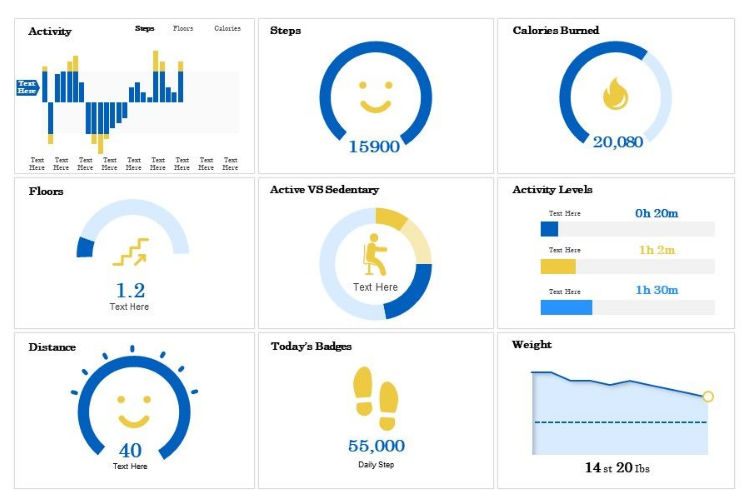 Activity
Steps Floors Calories
Text
Here
Text Text Text Text Text Text Text Text
Here Here Here Here Here Here Here Here
Steps
15900
Calories Burned
20,080
Floors
1.2
Text Here
Active VS Sedentary
Text Here
Activity Levels
Text Here 0h 20m
Text Here 1h 2m
Text Here 1h 30m
Distance
40
Text Here
Today's Badges
55,000
Daily Step
Weight
14 st 20 Ibs